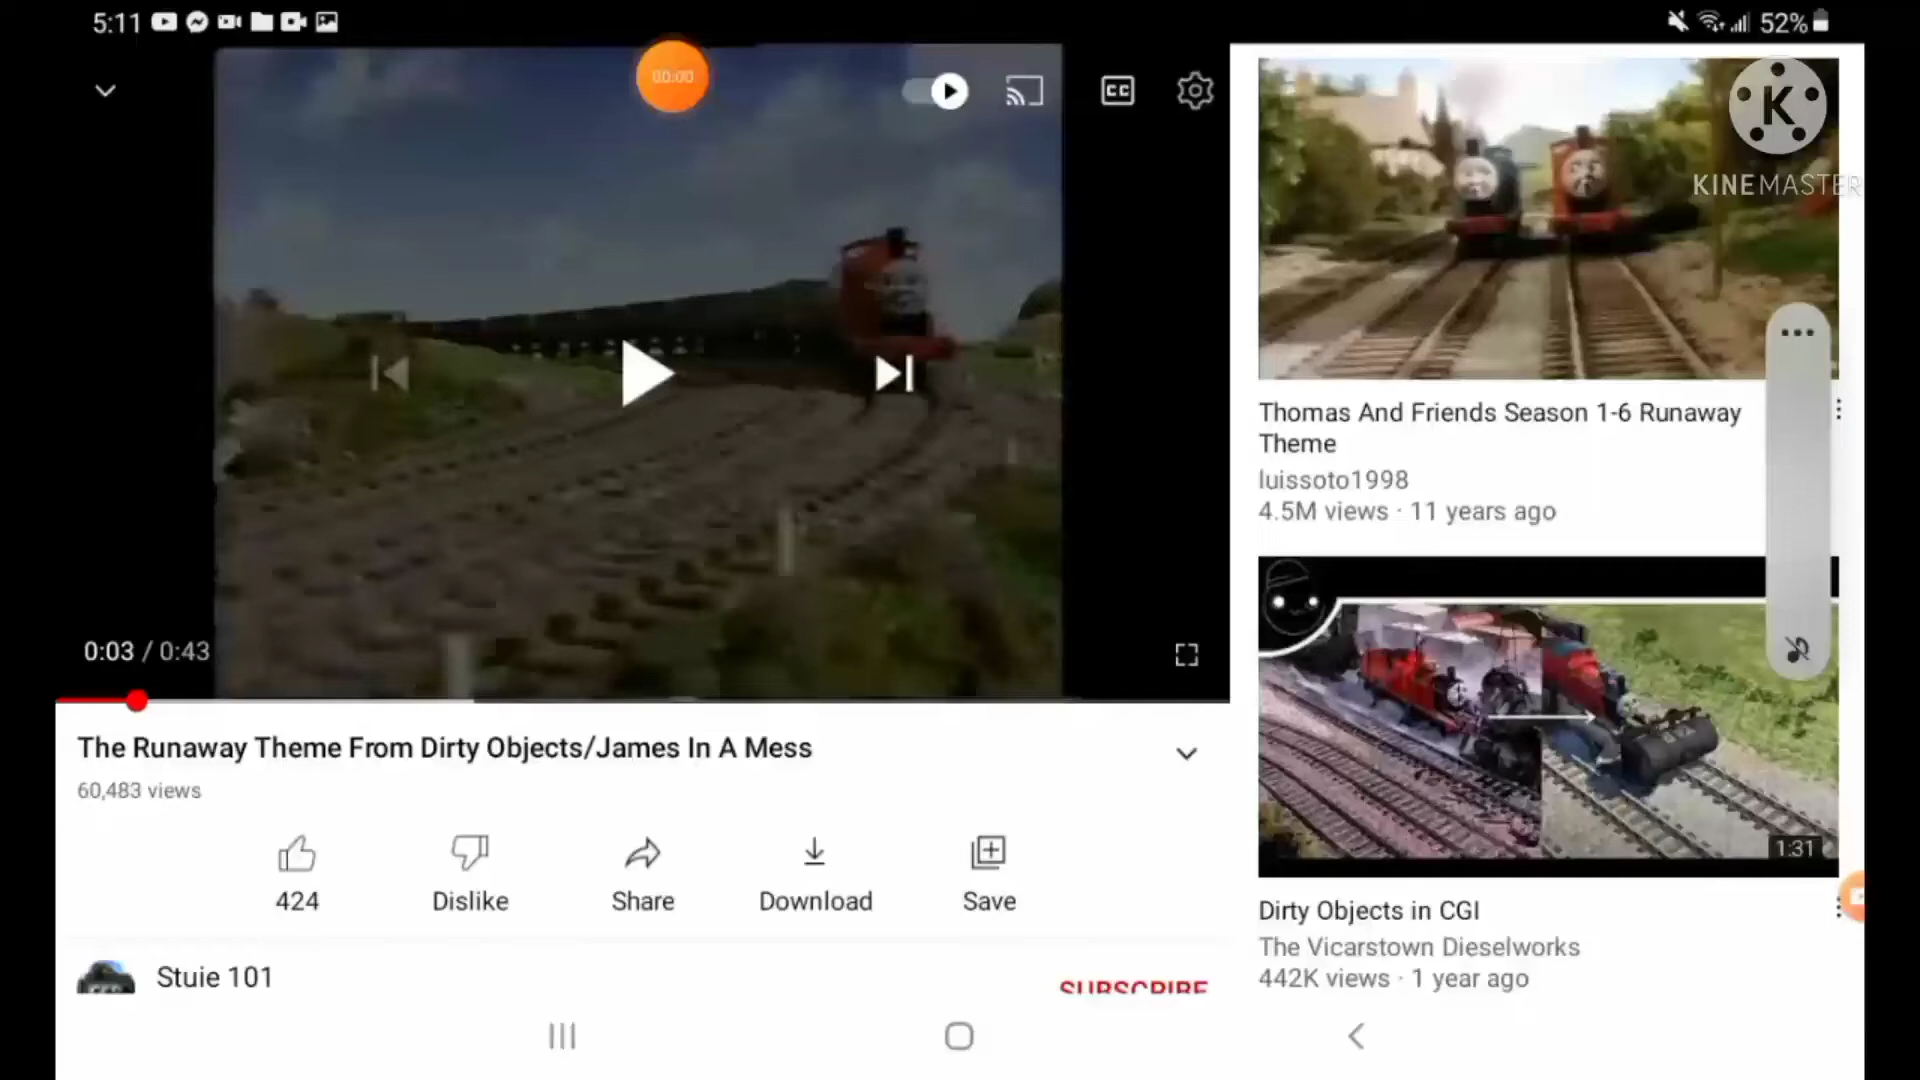 5:11
52%
00:00
CC
K
KINEMASTER
0:03 / 0:43
The Runaway Theme From Dirty Objects/James In A Mess
60,483 views
424
Dislike
Share
Download
Save
Stuie 101
SUBSCRIBE
Thomas And Friends Season 1-6 Runaway
Theme
luissoto1998
4.5M views · 11 years ago
1:31
Dirty Objects in CGI
The Vicarstown Dieselworks
442K views · 1 year ago